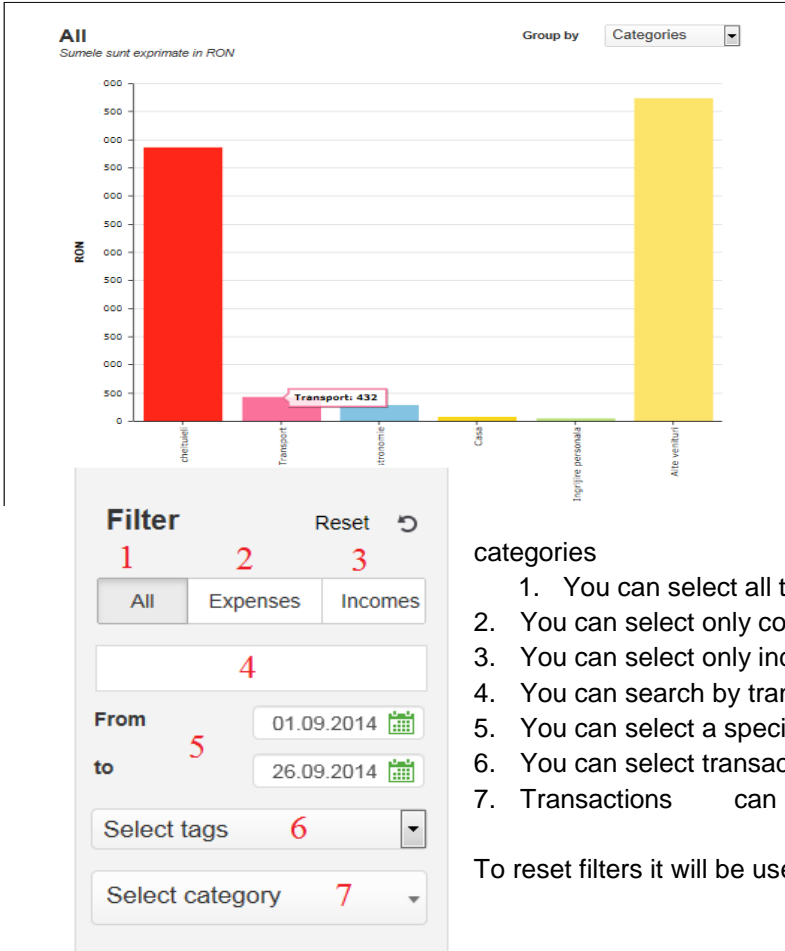 All
Sumele sunt exprimate in RON
Group by Categories
000
500
000
500
000
500
000
500
000
500
000
500
0
RON
Transport: 432
cheltuieli
Transport
stronomie
Casa
Ingrijire personala
Alte venituri
Filter Reset
1 2 3
All Expenses Incomes
4
From 01.09.2014
5
to 26.09.2014
Select tags 6
Select category 7
categories
1. You can select all t
2. You can select only co
3. You can select only inc
4. You can search by tran
5. You can select a speci
6. You can select transac
7. Transactions can
To reset filters it will be use